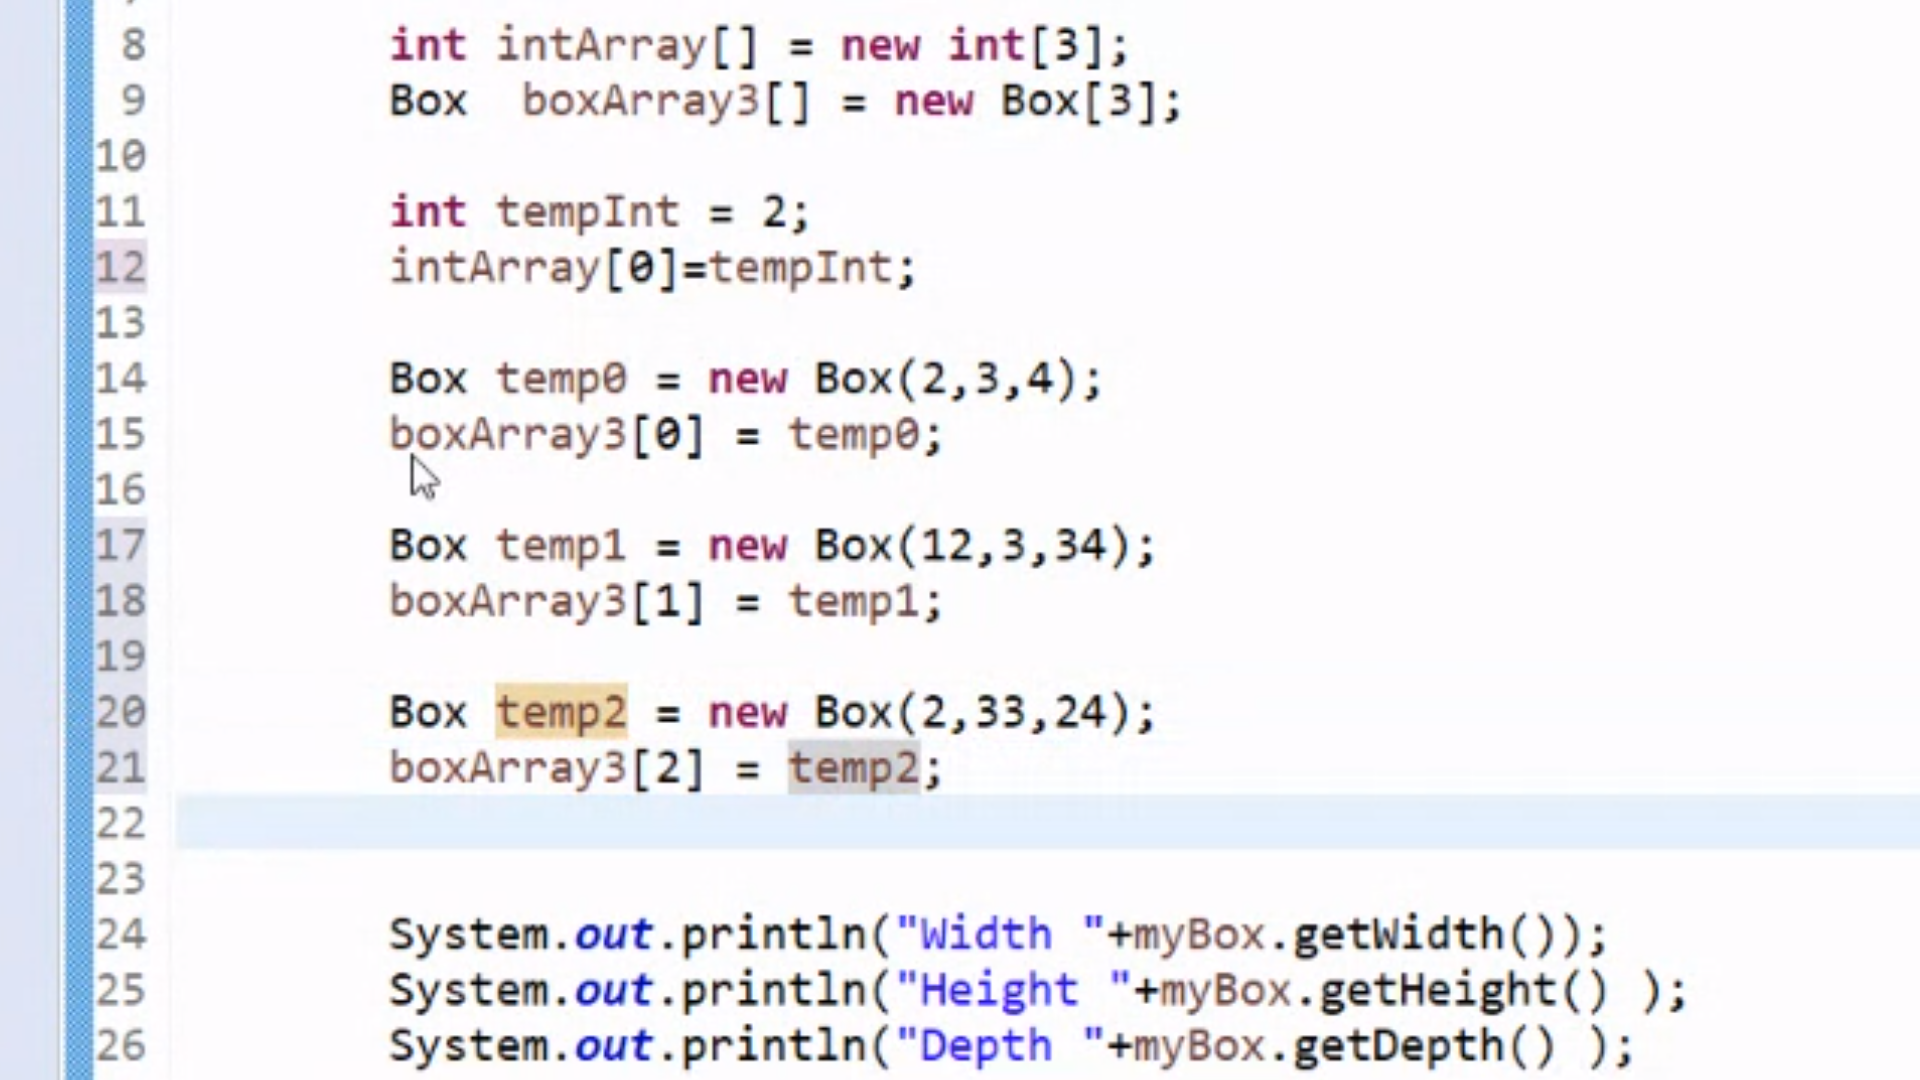 8 int intArray[] = new int[3];
9 Box  boxArray3[] = new Box[3];
10
11 int tempInt = 2;
12 intArray[0]=tempInt;
13
14 Box temp0 = new Box(2,3,4);
15 boxArray3[0] = temp0;
16
17 Box temp1 = new Box(12,3,34);
18 boxArray3[1] = temp1;
19
20 Box temp2 = new Box(2,33,24);
21 boxArray3[2] = temp2;
22
23
24 System.out.println("Width "+myBox.getWidth());
25 System.out.println("Height "+myBox.getHeight() );
26 System.out.println("Depth "+myBox.getDepth() );